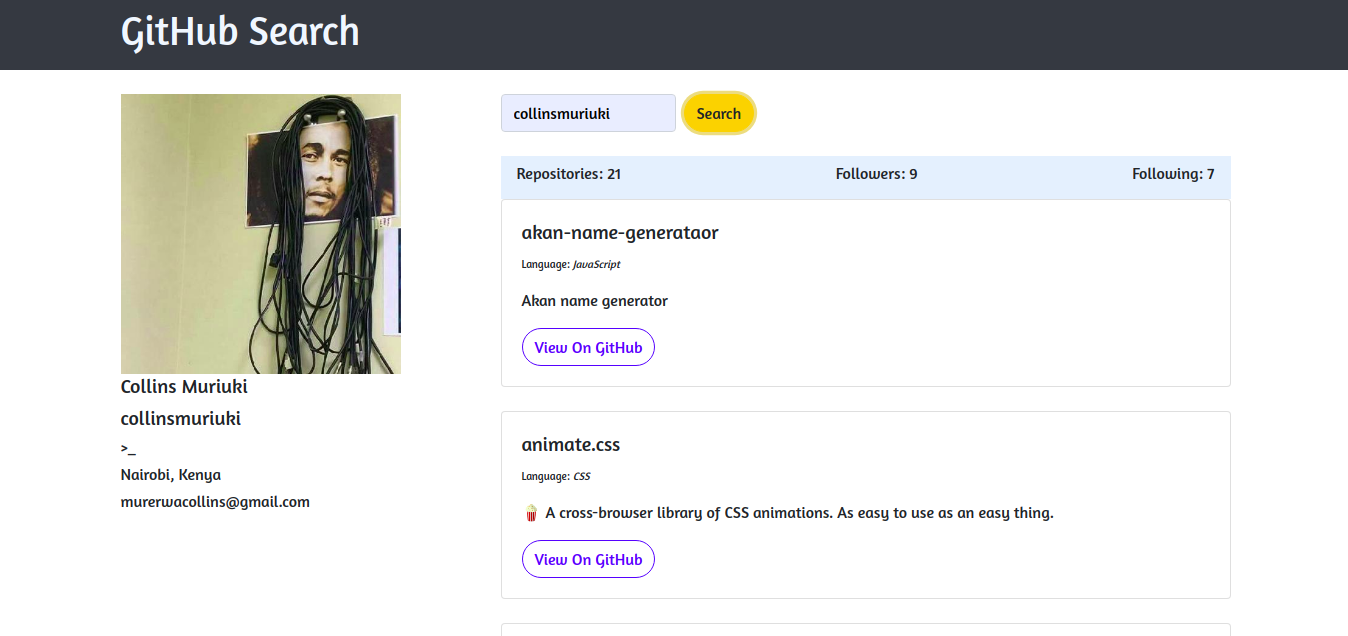 GitHub Search
collinsmuriuki Search
Repositories: 21 Followers: 9 Following: 7
akan-name-generataor
Language: JavaScript
Akan name generator
View On GitHub
animate.css
Language: CSS
🍿 A cross-browser library of CSS animations. As easy to use as an easy thing.
View On GitHub
Collins Muriuki
collinsmuriuki
>_
Nairobi, Kenya
murerwacollins@gmail.com